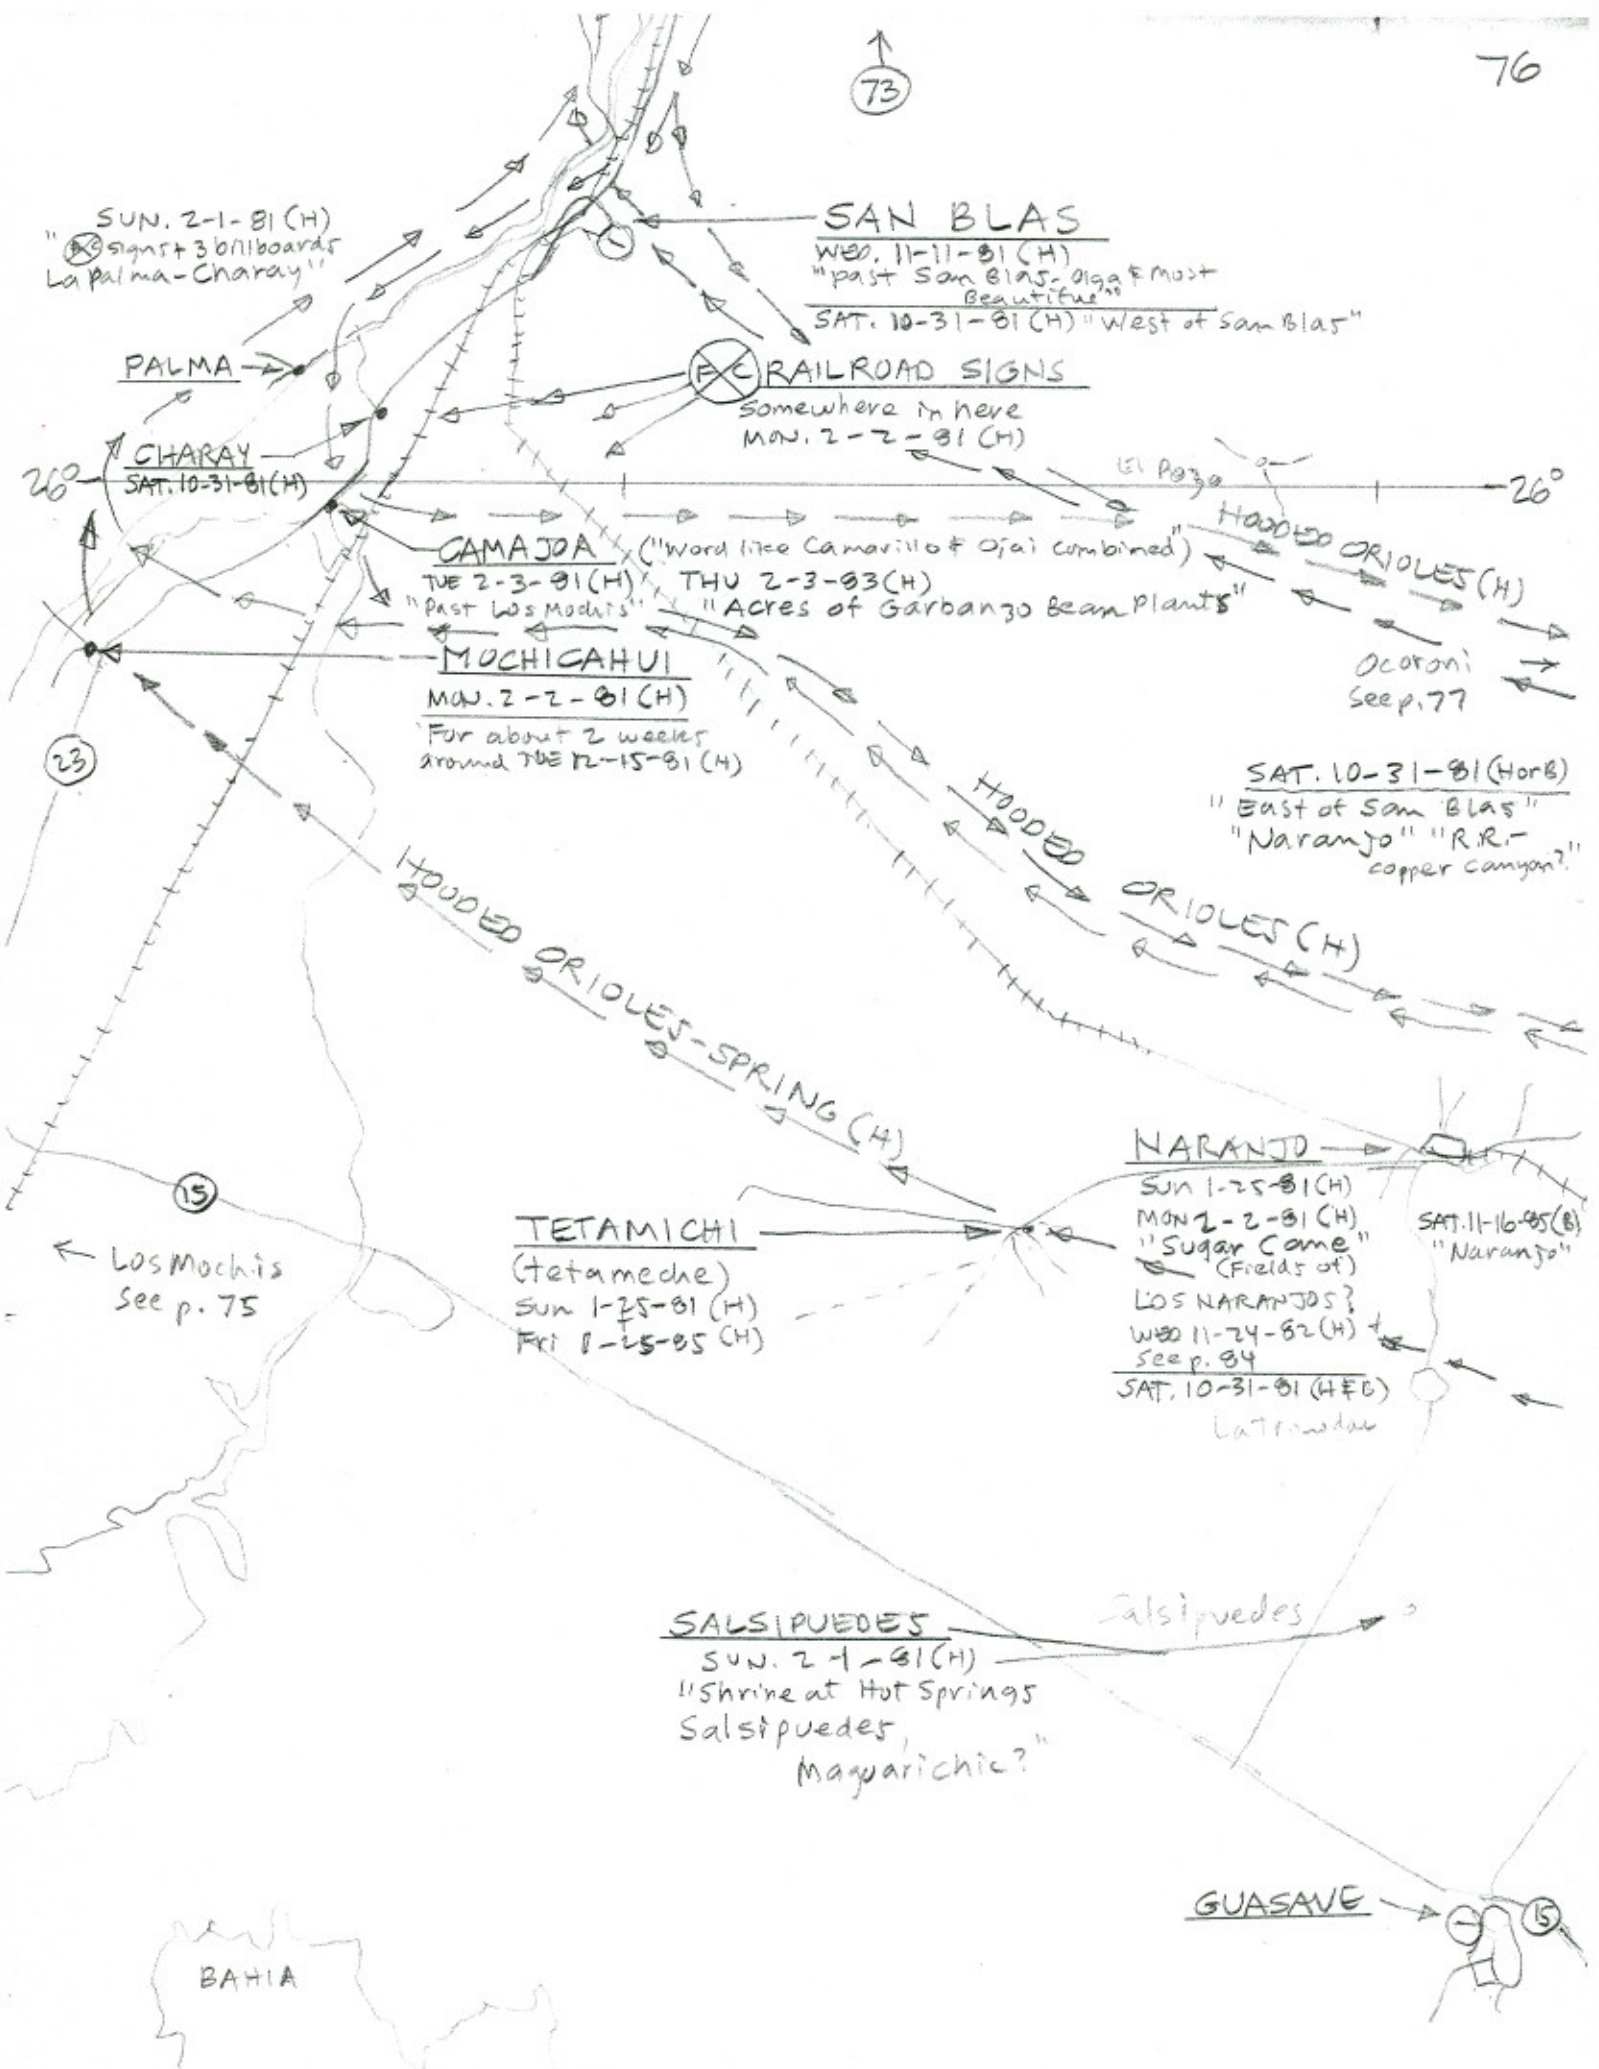 76
73
SUN. 2-1-81 (H)
" RC signs + 3 billboards
La Palma-Charay"
SAN BLAS
WED. 11-11-81 (H)
"past San Blas- Olga & Most
Beautiful"
SAT. 10-31-81 (H) "West of San Blas"
PALMA
RAILROAD SIGNS
Somewhere in here
MON. 2-2-81 (H)
CHARAY
SAT. 10-31-81 (H)
26°
26°
El Pozo
HOODED ORIOLES (H)
CAMAJOA ("Word like Camarillo & Ojai combined")
TUE 2-3-81 (H) THU 2-3-83 (H)
"Past Los Mochis" "Acres of Garbanzo Bean Plants"
MOCHICAHUI
MON. 2-2-81 (H)
For about 2 weeks
around TUE 12-15-81 (H)
Ocoroni
See p. 77
23
SAT. 10-31-81 (H or B)
"East of San Blas"
"Naranjo" "R.R.-
copper canyon?"
HOODED ORIOLES (H)
HOODED ORIOLES-SPRING (H)
NARANJO
Sun 1-25-81 (H)
MON 2-2-81 (H)
"Sugar Cane"
(Fields of)
LOS NARANJOS?
WED 11-24-82 (H)
See p. 84
SAT. 10-31-81 (H & B)
SAT. 11-16-85 (B)
"Naranjo"
15
Los Mochis
See p. 75
TETAMICHI
(tetameche)
Sun 1-25-81 (H)
Fri 1-25-85 (H)
SALSIPUEDES
Salsipuedes
SUN. 2-1-81 (H)
"Shrine at Hot Springs
Salsipuedes,
Maguarichic?"
GUASAVE
15
BAHIA